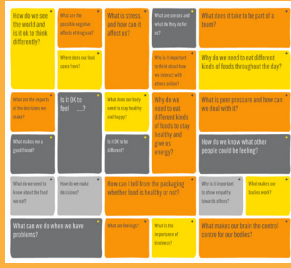 How do we see
the world and
is it ok to think
differently?
What are the
possible negative
effects of drug use?
What is stress
and how can it
affect us?
What are senses and
what do they do for
us?
What does it take to be part of a
team?
Where does our food
come from?
Why is it important
to think about how
we interact with
others online?
Why do we need to eat different
kinds of foods throughout the day?
What are the impacts
of the decisions we
make?
Is it OK to
feel ....?
What does our body
need to stay healthy
and happy?
Why do we
need to eat
different kinds
of foods to stay
healthy and
give us
energy?
What is peer pressure and how can
we deal with it?
What makes me a
good friend?
Is it OK to be
different?
How do we know what other
people could be feeling?
What do we need to
know about the food
we eat?
How do we make
decisions?
How can I tell from the packaging
whether food is healthy or not?
Why is it important
to show empathy
towards others?
What makes our
bodies work?
What can we do when we have
problems?
What are feelings?
What is the
importance of
kindness?
What makes our brain the control
centre for our bodies?